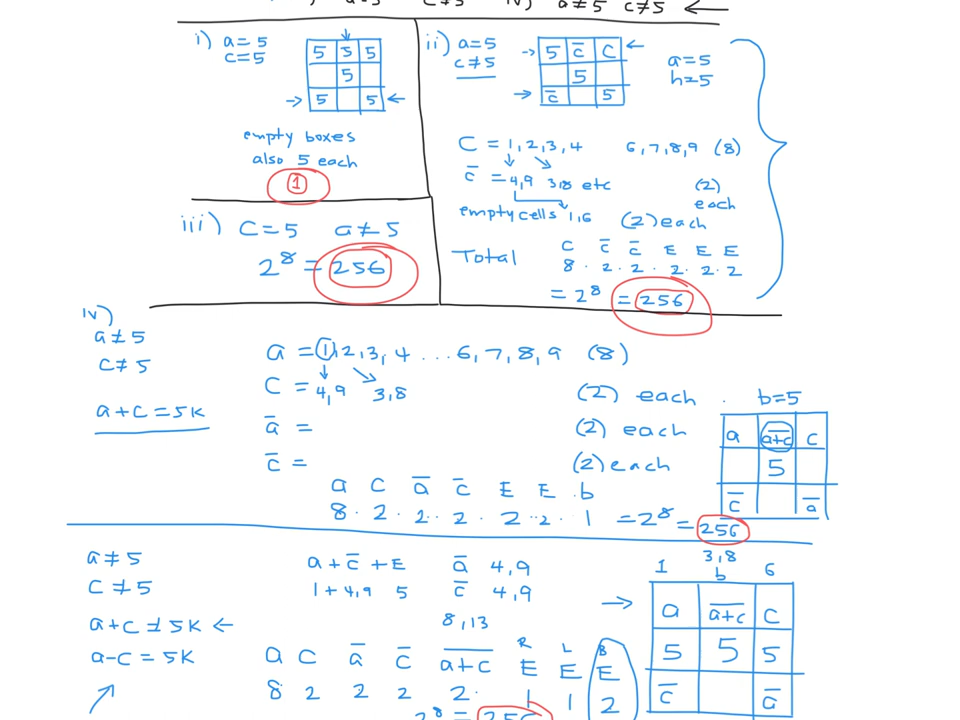 a=5 c≠5 iv) a≠5 c≠5 ←
i) a=5
c=5
5 5 5
5
→ 5 5 ←
empty boxes
also 5 each
1
ii) a=5
c≠5
→ 5 c̅ C ←
5
→ c̅ 5
a=5
h=5
C = 1,2,3,4 6,7,8,9 (8)
c̅ = 4,9 3,8 etc (2)
each
empty cells 1,6 (2) each
Total C c̅ c̅ E E E
8 · 2 · 2 · 2 · 2 · 2
= 2⁸ = 256
iii) C=5 a≠5
2⁸ = 256
iv)
a≠5
c≠5
a+c=5K
a = 1,2,3,4 ... 6,7,8,9 (8)
C = 4,9 3,8 (2) each
a̅ = (2) each
c̅ = (2) each
b=5
a a+c̅ c
5
c̅ a̅
a C a̅ c̅ E E b
8 · 2 · 2 · 2 · 2 · 2 · 1 = 2⁸ = 256
a≠5
c≠5
a+c≠5K ←
a-c=5K
a+c̅+E a̅ 4,9
1+4,9 5 c̅ 4,9
8,13
3,8
1 b 6
→ a a+c̅ c
5 5 5
c̅ a̅
R L B
a C a̅ c̅ a+c̅ E E E
8 2 2 2 2 · 1 1 2
2⁸ = 256